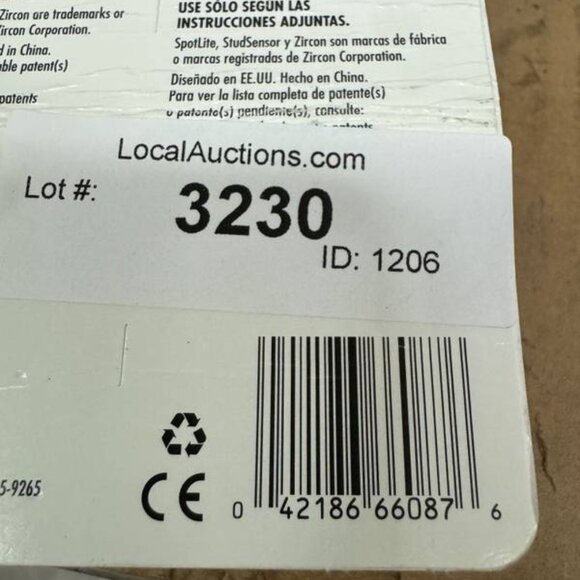 Zircon are trademarks or
Zircon Corporation.
in China.
patent(s)
patents
USE SÓLO SEGÚN LAS
INSTRUCCIONES ADJUNTAS.
SpotLite, StudSensor y Zircon son marcas de fábrica
o marcas registradas de Zircon Corporation.
Diseñado en EE.UU. Hecho en China.
Para ver la lista completa de patente(s)
o patente(s) pendiente(s), consulte:
LocalAuctions.com
Lot #:
3230
ID: 1206
5-9265
CE
0 42186 66087 6